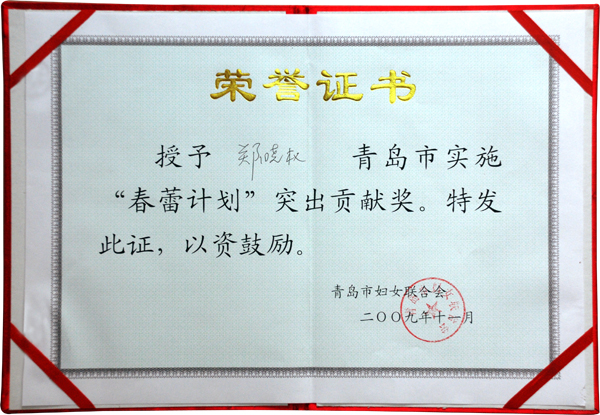 荣誉证书
授予 郑晓权 青岛市实施
“春蕾计划”突出贡献奖。特发
此证，以资鼓励。
青岛市妇女联合会
二〇〇九年十一月